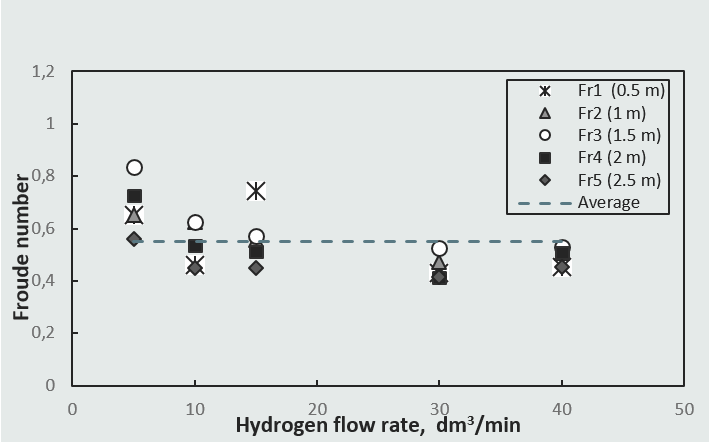 1,2
1
0,8
0,6
0,4
0,2
0
Froude number
Fr1 (0.5 m)
Fr2 (1 m)
Fr3 (1.5 m)
Fr4 (2 m)
Fr5 (2.5 m)
Average
0 10 20 30 40 50
Hydrogen flow rate, dm³/min